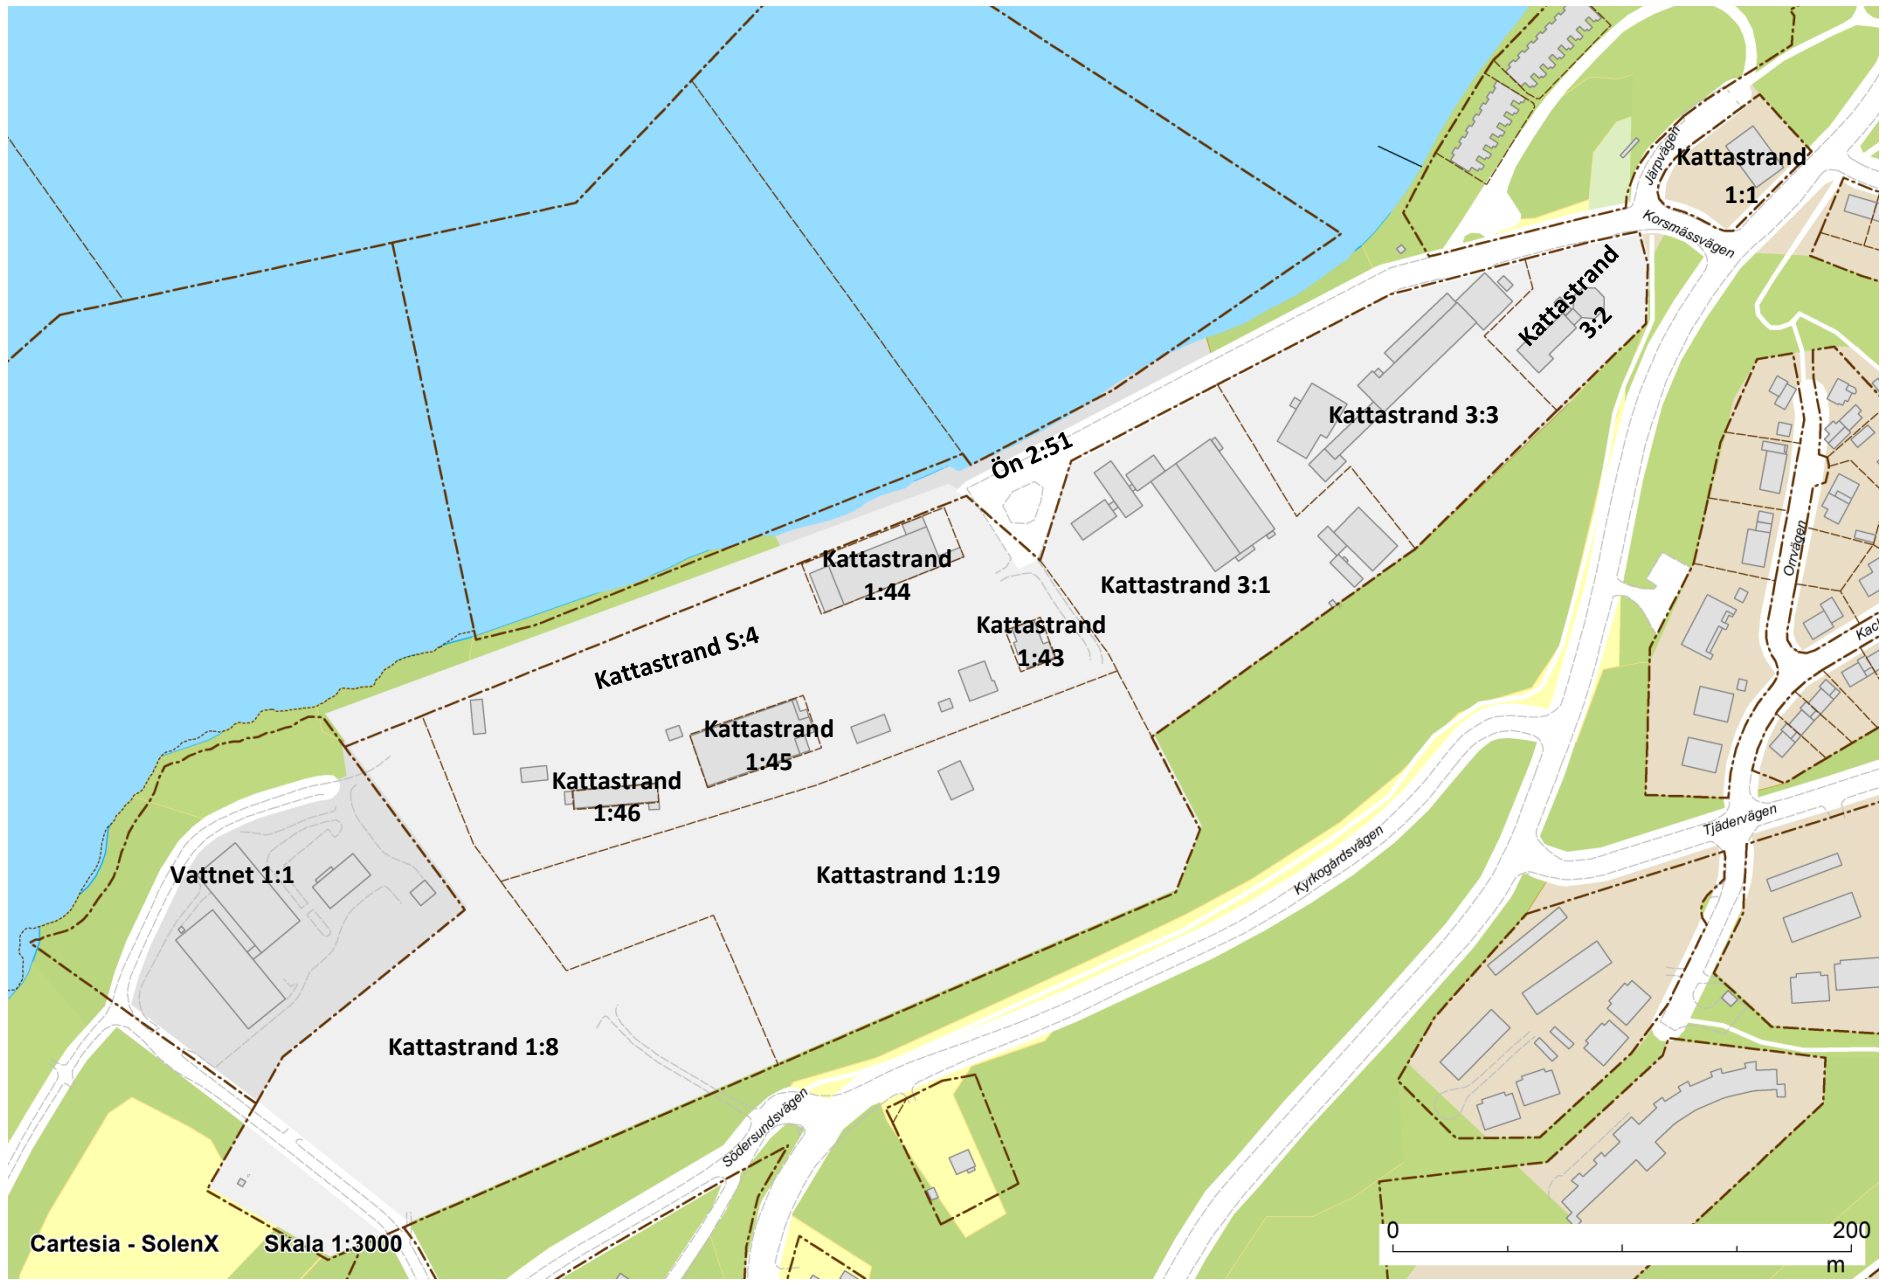 Järpvägen
Kattastrand
1:1
Korsmässvägen
Kattastrand
3:2
Kattastrand 3:3
Ön 2:51
Orrvägen
Kattastrand
1:44
Kattastrand 3:1
Kattastrand
1:43
Kattastrand S:4
Kattastrand
1:45
Kattastrand
1:46
Tjädervägen
Kyrkogårdsvägen
Vattnet 1:1
Kattastrand 1:19
Kattastrand 1:8
Södersundsvägen
Cartesia - SolenX Skala 1:3000
0 200
m